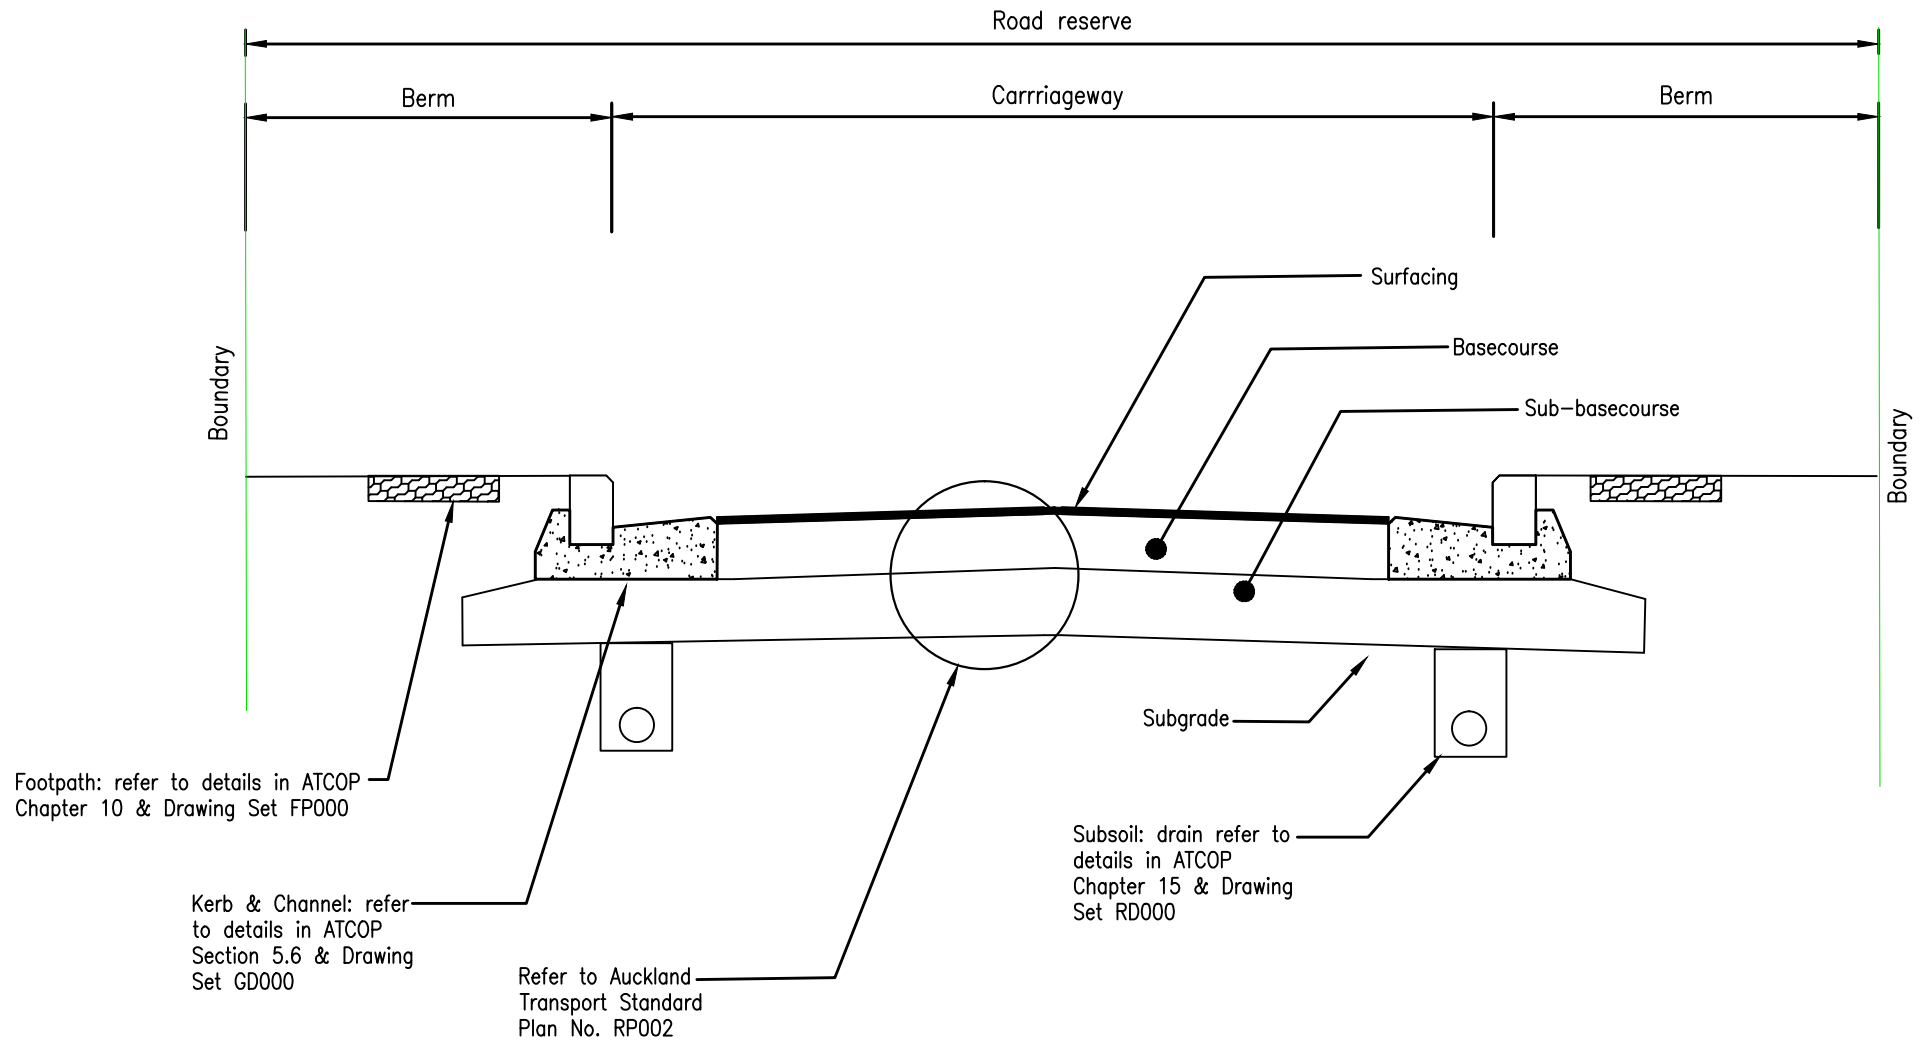 Road reserve
Berm
Carrriageway
Berm
Surfacing
Basecourse
Sub-basecourse
Boundary
Boundary
Subgrade
Footpath: refer to details in ATCOP
Chapter 10 & Drawing Set FP000
Subsoil: drain refer to
details in ATCOP
Chapter 15 & Drawing
Set RD000
Kerb & Channel: refer
to details in ATCOP
Section 5.6 & Drawing
Set GD000
Refer to Auckland
Transport Standard
Plan No. RP002